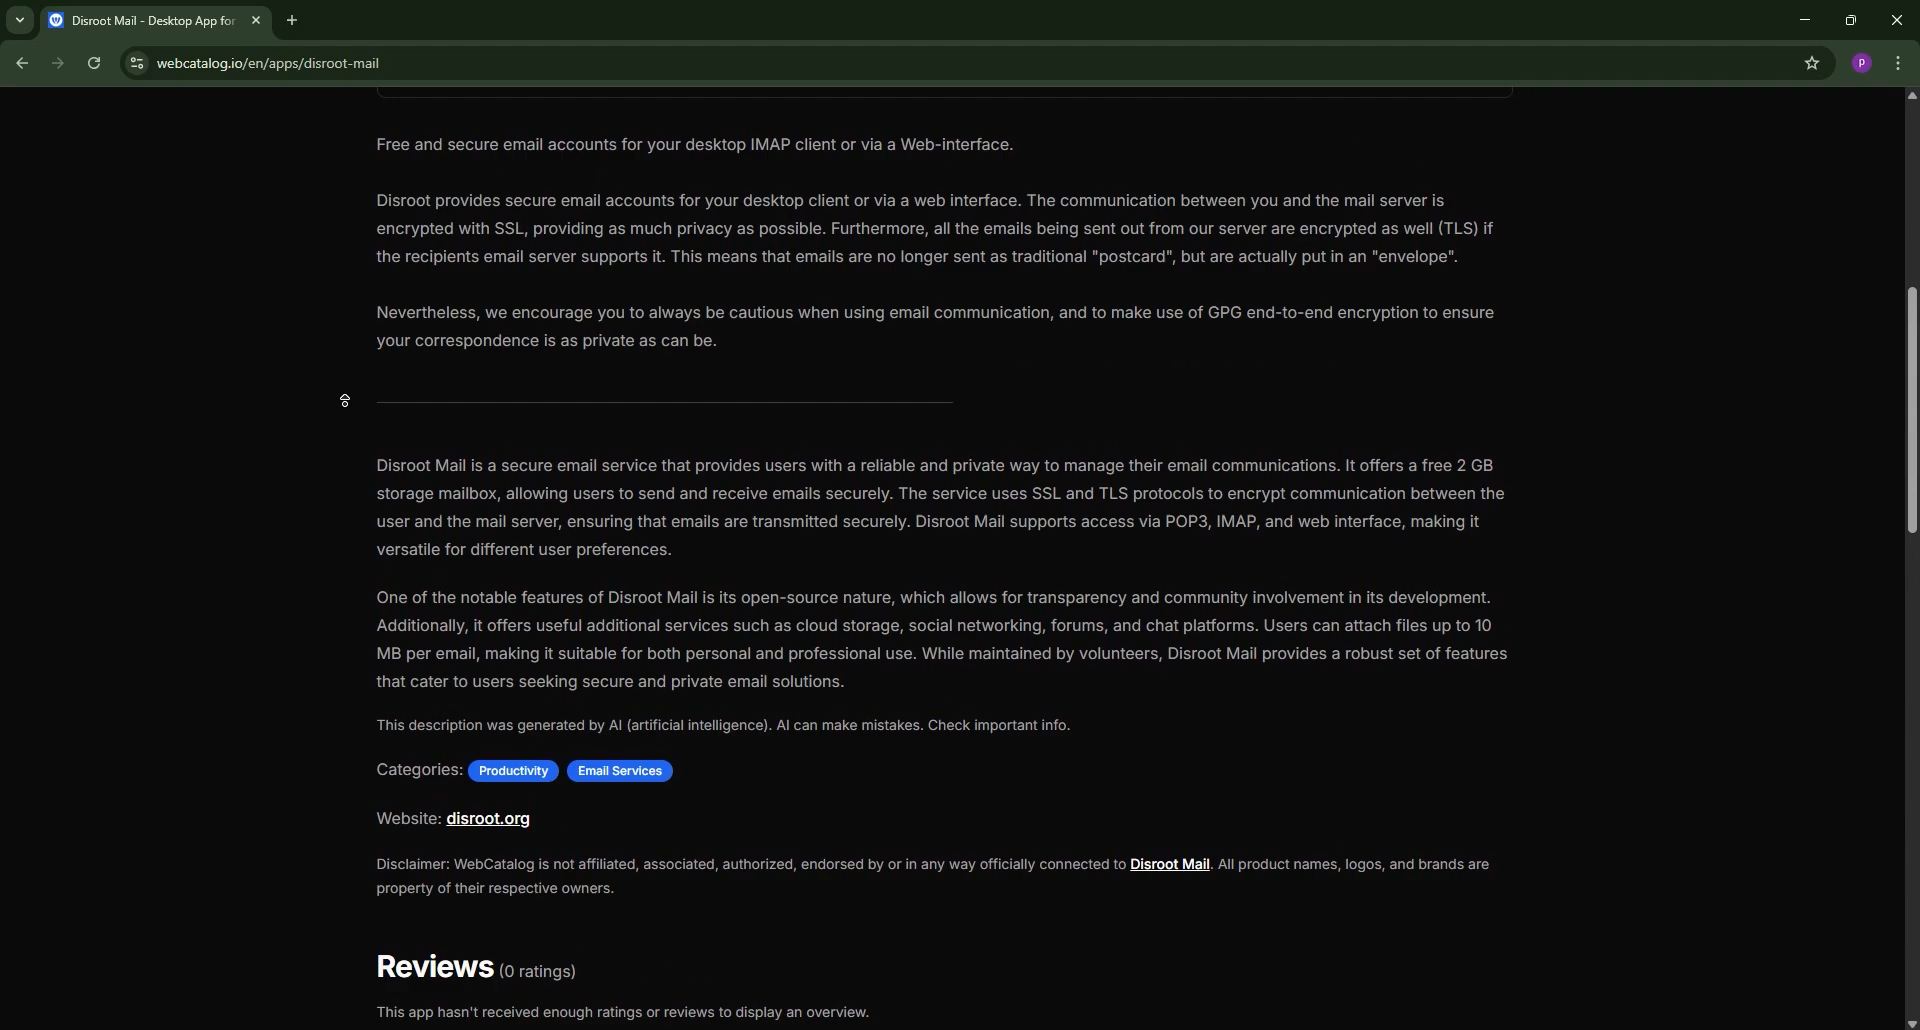 Disroot Mail - Desktop App for
webcatalog.io/en/apps/disroot-mail
P
Free and secure email accounts for your desktop IMAP client or via a Web-interface.
Disroot provides secure email accounts for your desktop client or via a web interface. The communication between you and the mail server is
encrypted with SSL, providing as much privacy as possible. Furthermore, all the emails being sent out from our server are encrypted as well (TLS) if
the recipients email server supports it. This means that emails are no longer sent as traditional "postcard", but are actually put in an "envelope".
Nevertheless, we encourage you to always be cautious when using email communication, and to make use of GPG end-to-end encryption to ensure
your correspondence is as private as can be.
Disroot Mail is a secure email service that provides users with a reliable and private way to manage their email communications. It offers a free 2 GB
storage mailbox, allowing users to send and receive emails securely. The service uses SSL and TLS protocols to encrypt communication between the
user and the mail server, ensuring that emails are transmitted securely. Disroot Mail supports access via POP3, IMAP, and web interface, making it
versatile for different user preferences.
One of the notable features of Disroot Mail is its open-source nature, which allows for transparency and community involvement in its development.
Additionally, it offers useful additional services such as cloud storage, social networking, forums, and chat platforms. Users can attach files up to 10
MB per email, making it suitable for both personal and professional use. While maintained by volunteers, Disroot Mail provides a robust set of features
that cater to users seeking secure and private email solutions.
This description was generated by AI (artificial intelligence). AI can make mistakes. Check important info.
Categories: Productivity Email Services
Website: disroot.org
Disclaimer: WebCatalog is not affiliated, associated, authorized, endorsed by or in any way officially connected to Disroot Mail. All product names, logos, and brands are
property of their respective owners.
Reviews (0 ratings)
This app hasn't received enough ratings or reviews to display an overview.